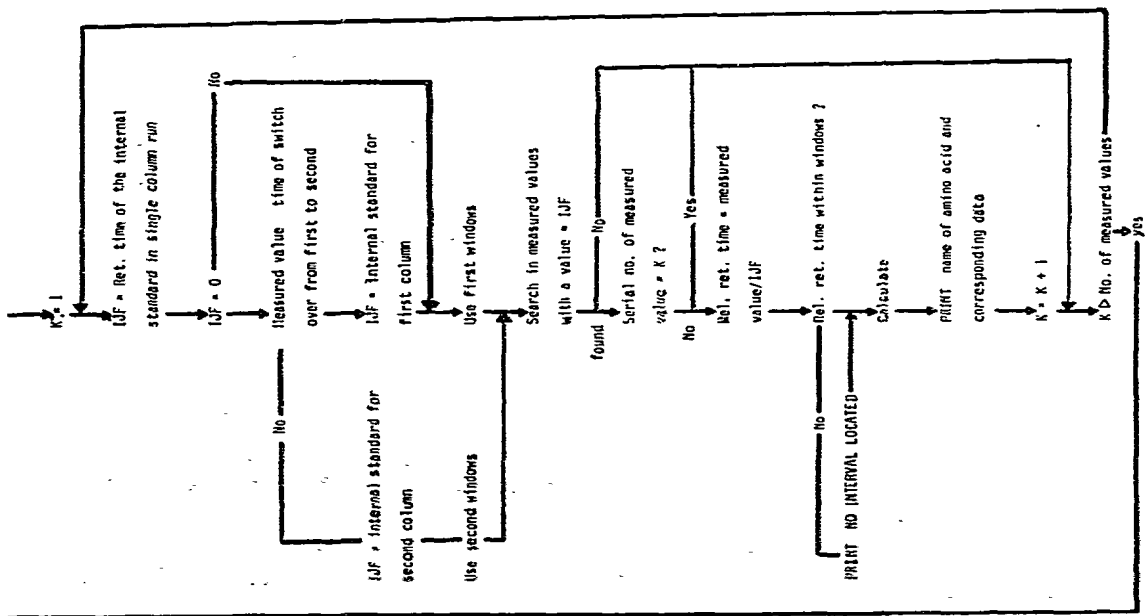 K = 1
IJF = Ret. time of the internal
standard in single column run
IJF = 0
No
Measured value time of switch
over from first to second
No
IJF = Internal standard for
first column
IJF = internal standard for
second column
Use first windows
Use second windows
Search in measured values
with a value = IJF
found
No
Serial no. of measured
value = K ?
No
Yes
Rel. ret. time = measured
value/IJF
Rel. ret. time within windows ?
No
PRINT NO INTERVAL LOCATED
Calculate
PRINT name of amino acid and
corresponding data
K = K + 1
K > No. of measured values
yes